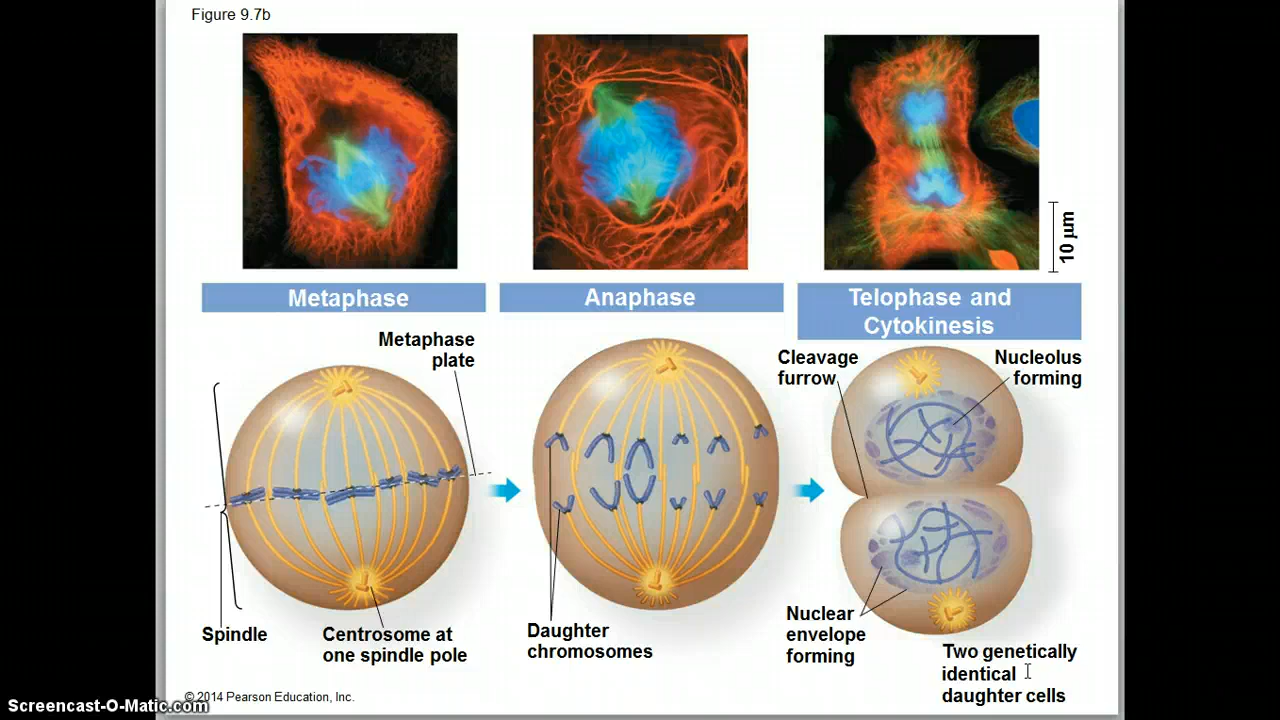 Figure 9.7b
10 µm
Metaphase
Anaphase
Telophase and
Cytokinesis
Metaphase
plate
Cleavage
furrow
Nucleolus
forming
Spindle
Centrosome at
one spindle pole
Daughter
chromosomes
Nuclear
envelope
forming
Two genetically
identical
daughter cells
© 2014 Pearson Education, Inc.
Screencast-O-Matic.com